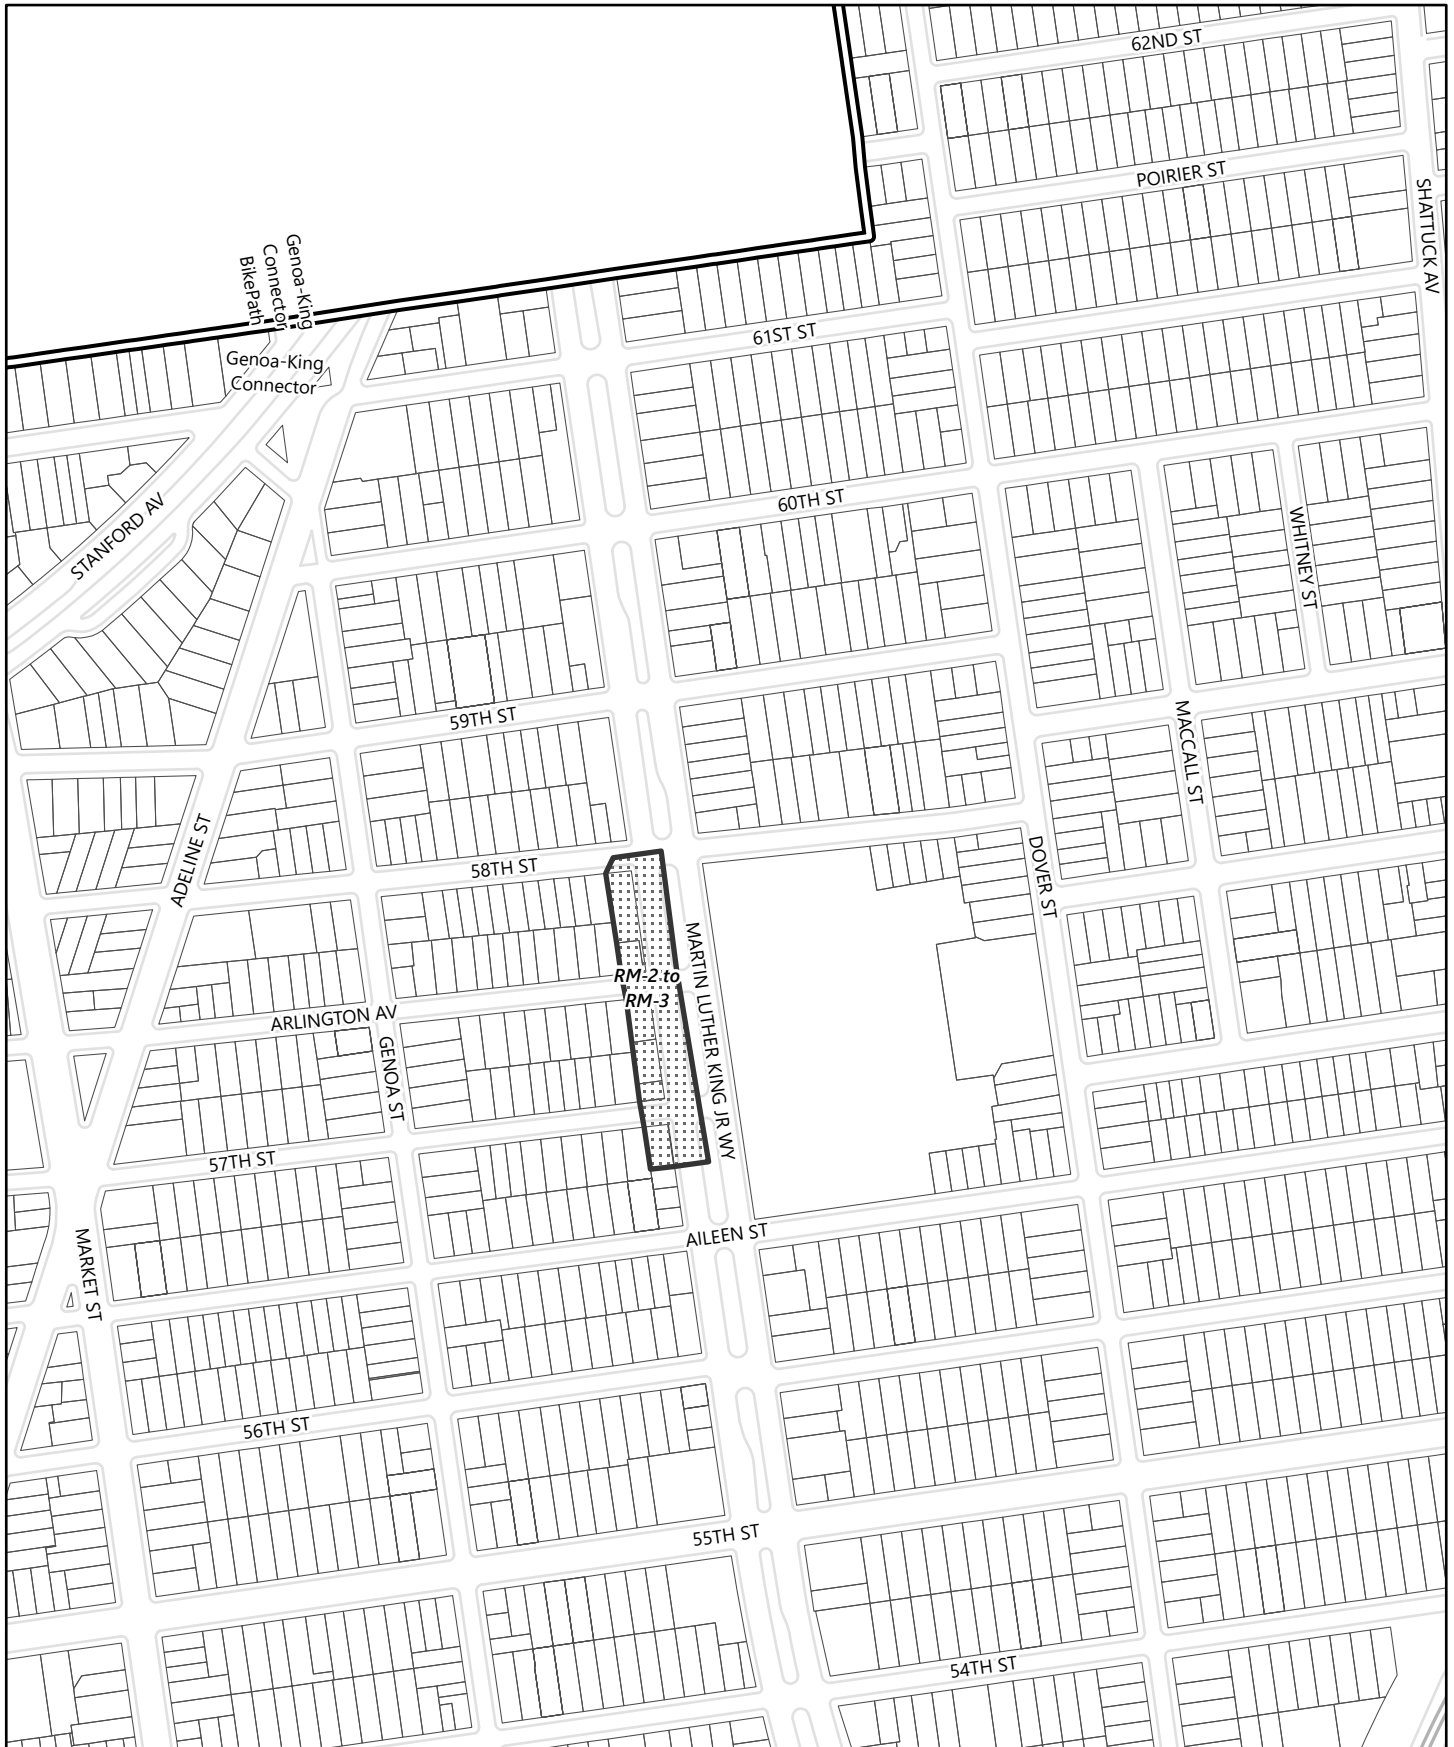 62ND ST
POIRIER ST
SHATTUCK AV
Genoa-King
Connector
BikePath
61ST ST
Genoa-King
Connector
60TH ST
STANFORD AV
WHITNEY ST
59TH ST
MACCALL ST
ADELINE ST
58TH ST
DOVER ST
MARTIN LUTHER KING JR WY
RM-2 to
RM-3
ARLINGTON AV
GENOA ST
57TH ST
AILEEN ST
MARKET ST
56TH ST
55TH ST
54TH ST